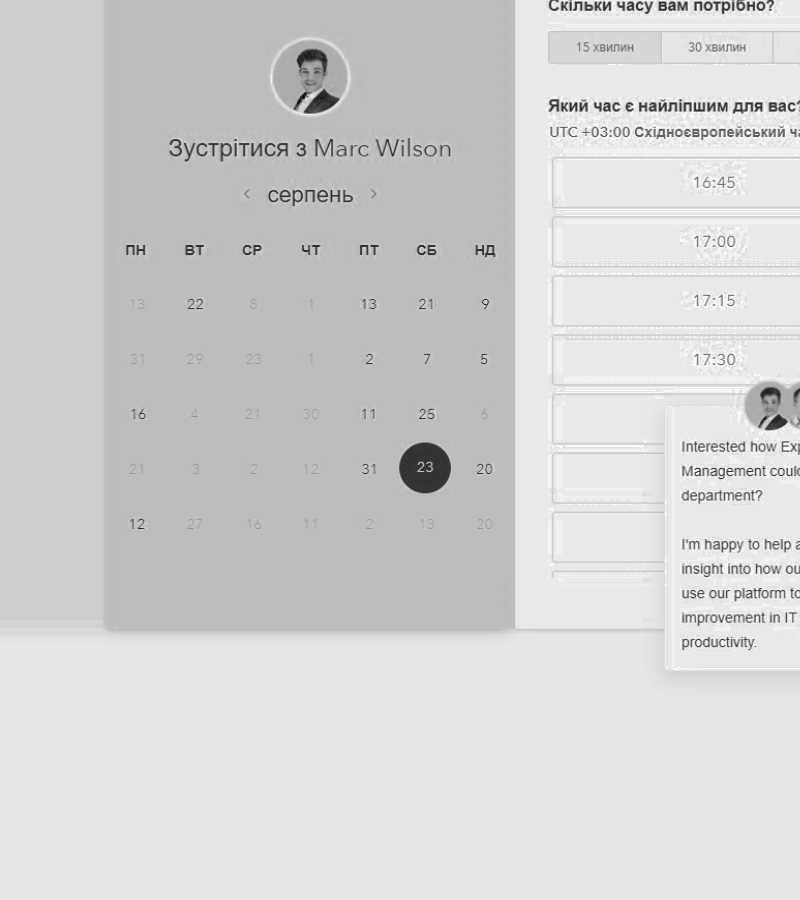 Зустрітися з Marc Wilson
серпень
ПН ВТ СР ЧТ ПТ СБ НД
13 22 8 1 13 21 9
31 29 23 1 2 7 5
16 4 21 30 11 25 6
21 3 2 12 31 23 20
12 27 16 11 2 13 20
Скільки часу вам потрібно?
15 хвилин 30 хвилин
Який час є найліпшим для вас?
UTC +03:00 Східноєвропейський
16:45
17:00
17:15
17:30
Interested how
Management
department?
I'm happy to help
insight into how
use our platform to
improvement in IT
productivity.